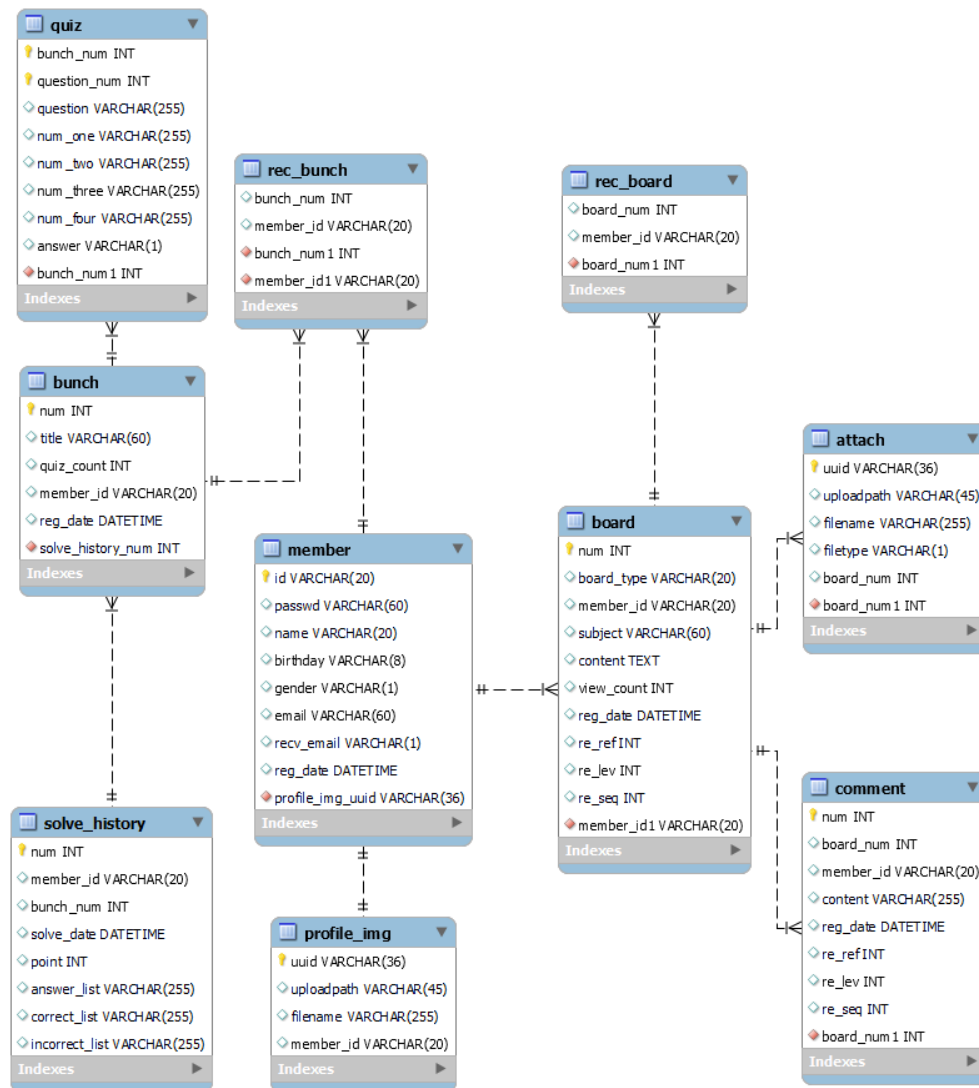 quiz
bunch_num INT
question_num INT
question VARCHAR(255)
num_one VARCHAR(255)
num_two VARCHAR(255)
num_three VARCHAR(255)
num_four VARCHAR(255)
answer VARCHAR(1)
bunch_num1 INT
Indexes
rec_bunch
bunch_num INT
member_id VARCHAR(20)
bunch_num1 INT
member_id1 VARCHAR(20)
Indexes
rec_board
board_num INT
member_id VARCHAR(20)
board_num1 INT
Indexes
bunch
num INT
title VARCHAR(60)
quiz_count INT
member_id VARCHAR(20)
reg_date DATETIME
solve_history_num INT
Indexes
member
id VARCHAR(20)
passwd VARCHAR(60)
name VARCHAR(20)
birthday VARCHAR(8)
gender VARCHAR(1)
email VARCHAR(60)
recv_email VARCHAR(1)
reg_date DATETIME
profile_img_uuid VARCHAR(36)
Indexes
board
num INT
board_type VARCHAR(20)
member_id VARCHAR(20)
subject VARCHAR(60)
content TEXT
view_count INT
reg_date DATETIME
re_ref INT
re_lev INT
re_seq INT
member_id1 VARCHAR(20)
Indexes
attach
uuid VARCHAR(36)
uploadpath VARCHAR(45)
filename VARCHAR(255)
filetype VARCHAR(1)
board_num INT
board_num1 INT
Indexes
solve_history
num INT
member_id VARCHAR(20)
bunch_num INT
solve_date DATETIME
point INT
answer_list VARCHAR(255)
correct_list VARCHAR(255)
incorrect_list VARCHAR(255)
Indexes
profile_img
uuid VARCHAR(36)
uploadpath VARCHAR(45)
filename VARCHAR(255)
member_id VARCHAR(20)
Indexes
comment
num INT
board_num INT
member_id VARCHAR(20)
content VARCHAR(255)
reg_date DATETIME
re_ref INT
re_lev INT
re_seq INT
board_num1 INT
Indexes